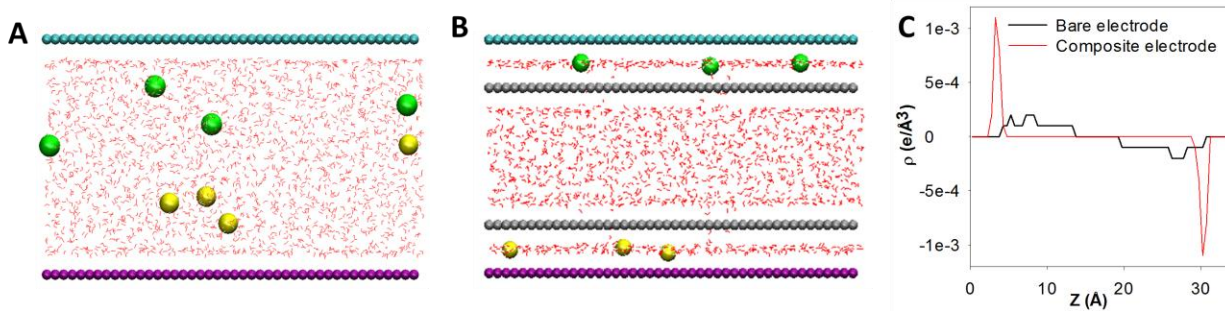 A
B
C
Bare electrode
Composite electrode
1e-3
5e-4
0
-5e-4
-1e-3
ρ (e/Å³)
0
10
20
30
Z (Å)